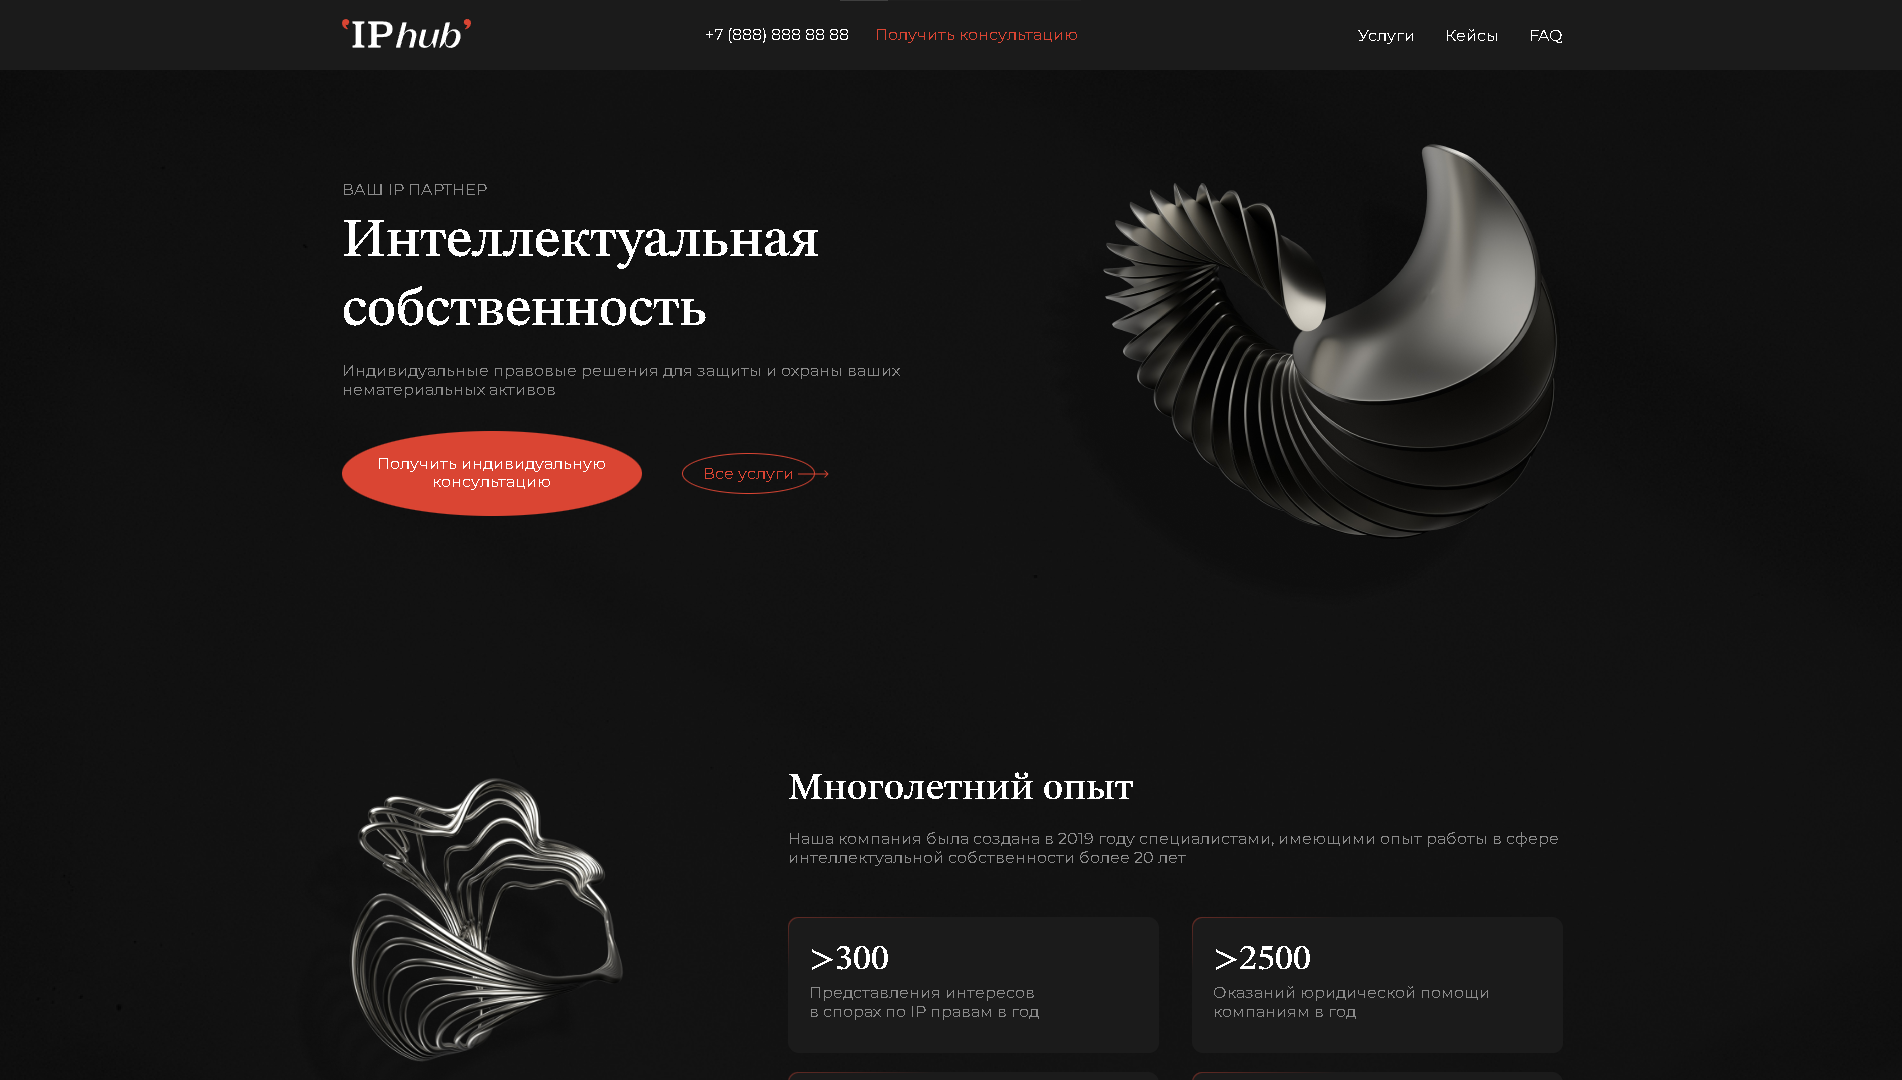 IPhub
+7 (888) 888 88 88
Получить консультацию
Услуги
Кейсы
FAQ
ВАШ IP ПАРТНЕР
Интеллектуальная
собственность
Индивидуальные правовые решения для защиты и охраны ваших
нематериальных активов
Получить индивидуальную
консультацию
Все услуги
Многолетний опыт
Наша компания была создана в 2019 году специалистами, имеющими опыт работы в сфере
интеллектуальной собственности более 20 лет
>300
Представления интересов
в спорах по IP правам в год
>2500
Оказаний юридической помощи
компаниям в год